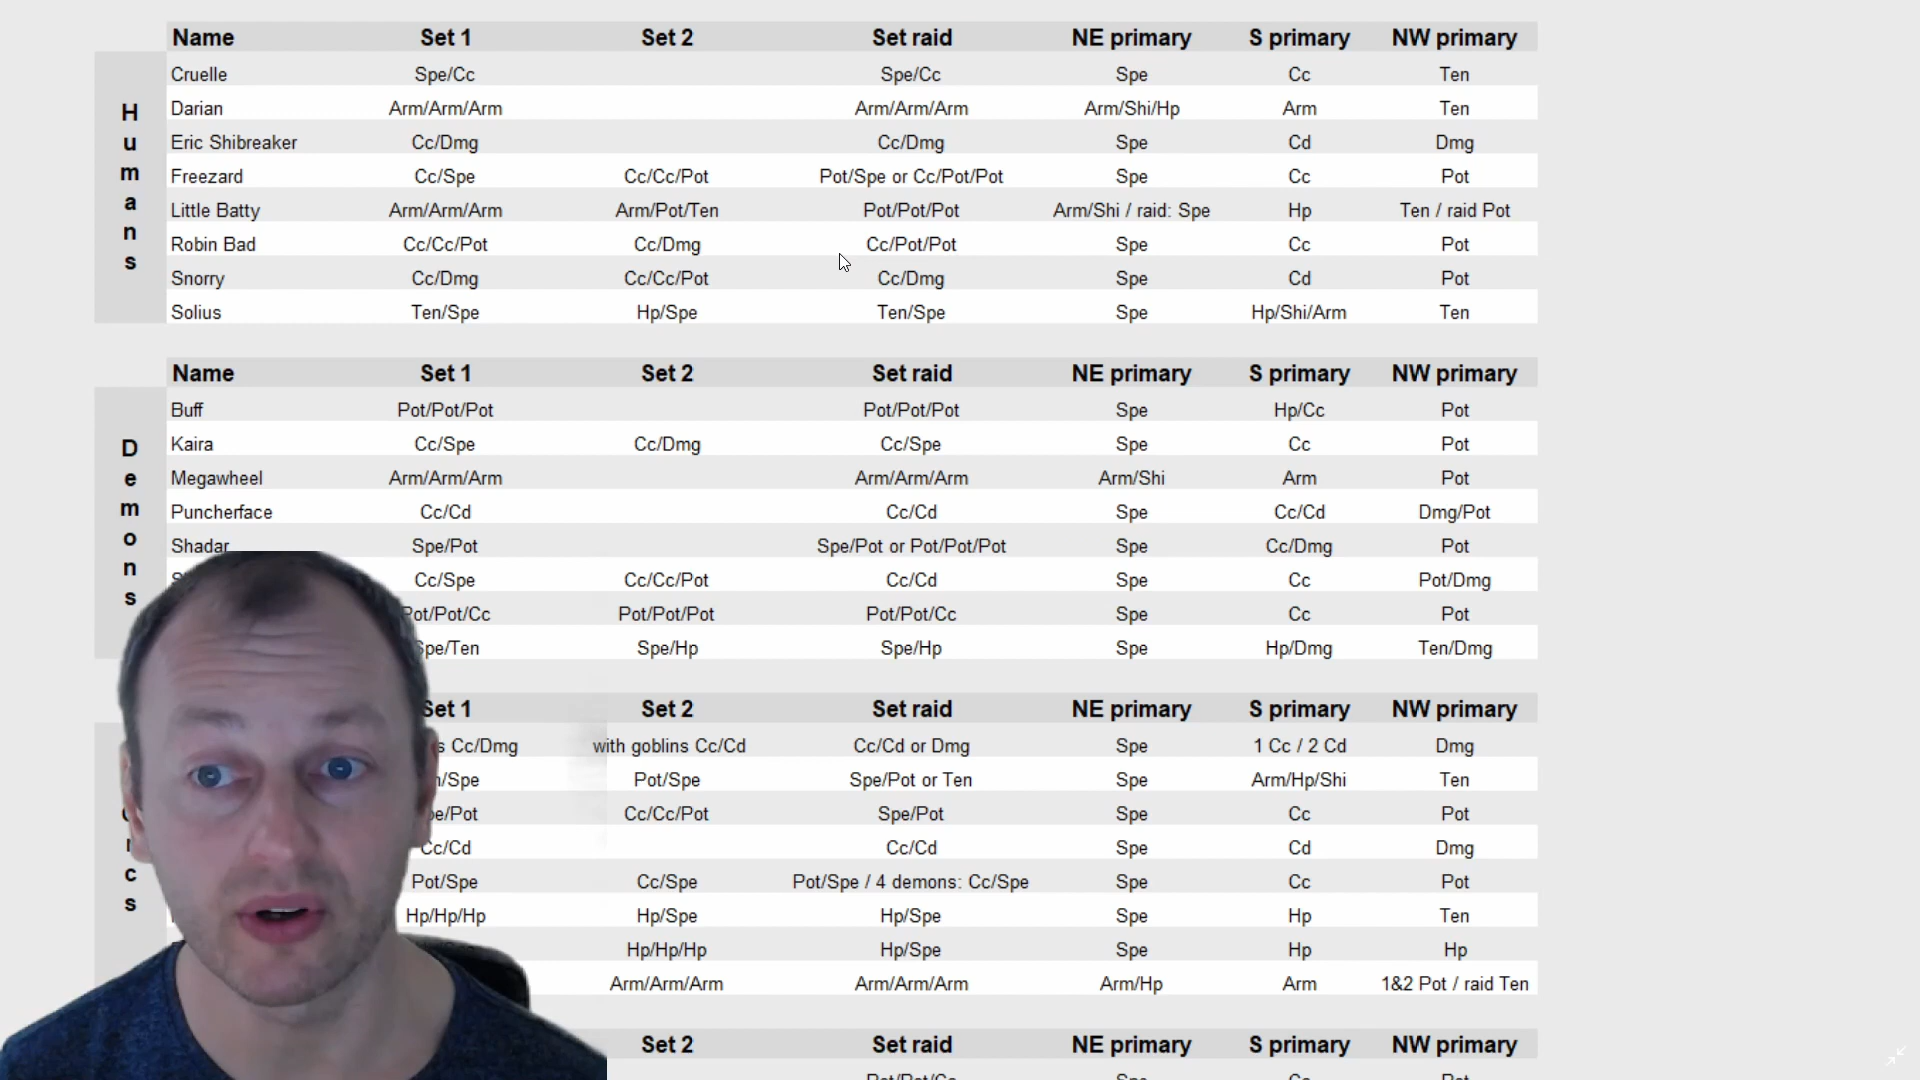 Name Set 1 Set 2 Set raid NE primary S primary NW primary
Humans
Cruelle Spe/Cc Spe/Cc Spe Cc Ten
Darian Arm/Arm/Arm Arm/Arm/Arm Arm/Shi/Hp Arm Ten
Eric Shibreaker Cc/Dmg Cc/Dmg Spe Cd Dmg
Freezard Cc/Spe Cc/Cc/Pot Pot/Spe or Cc/Pot/Pot Spe Cc Pot
Little Batty Arm/Arm/Arm Arm/Pot/Ten Pot/Pot/Pot Arm/Shi / raid: Spe Hp Ten / raid Pot
Robin Bad Cc/Cc/Pot Cc/Dmg Cc/Pot/Pot Spe Cc Pot
Snorry Cc/Dmg Cc/Cc/Pot Cc/Dmg Spe Cd Pot
Solius Ten/Spe Hp/Spe Ten/Spe Spe Hp/Shi/Arm Ten
Name Set 1 Set 2 Set raid NE primary S primary NW primary
Demons
Buff Pot/Pot/Pot Pot/Pot/Pot Spe Hp/Cc Pot
Kaira Cc/Spe Cc/Dmg Cc/Spe Spe Cc Pot
Megawheel Arm/Arm/Arm Arm/Arm/Arm Arm/Shi Arm Pot
Puncherface Cc/Cd Cc/Cd Spe Cc/Cd Dmg/Pot
Shadar Spe/Pot Spe/Pot or Pot/Pot/Pot Spe Cc/Dmg Pot
Cc/Spe Cc/Cc/Pot Cc/Cd Spe Cc Pot/Dmg
Pot/Pot/Cc Pot/Pot/Pot Pot/Pot/Cc Spe Cc Pot
Spe/Ten Spe/Hp Spe/Hp Spe Hp/Dmg Ten/Dmg
Set 1 Set 2 Set raid NE primary S primary NW primary
Cc/Dmg with goblins Cc/Cd Cc/Cd or Dmg Spe 1 Cc / 2 Cd Dmg
/Spe Pot/Spe Spe/Pot or Ten Spe Arm/Hp/Shi Ten
/Pot Cc/Cc/Pot Spe/Pot Spe Cc Pot
Cc/Cd Cc/Cd Spe Cd Dmg
Pot/Spe Cc/Spe Pot/Spe / 4 demons: Cc/Spe Spe Cc Pot
Hp/Hp/Hp Hp/Spe Hp/Spe Spe Hp Ten
Hp/Hp/Hp Hp/Spe Spe Hp Hp
Arm/Arm/Arm Arm/Arm/Arm Arm/Hp Arm 1&2 Pot / raid Ten
Set 2 Set raid NE primary S primary NW primary